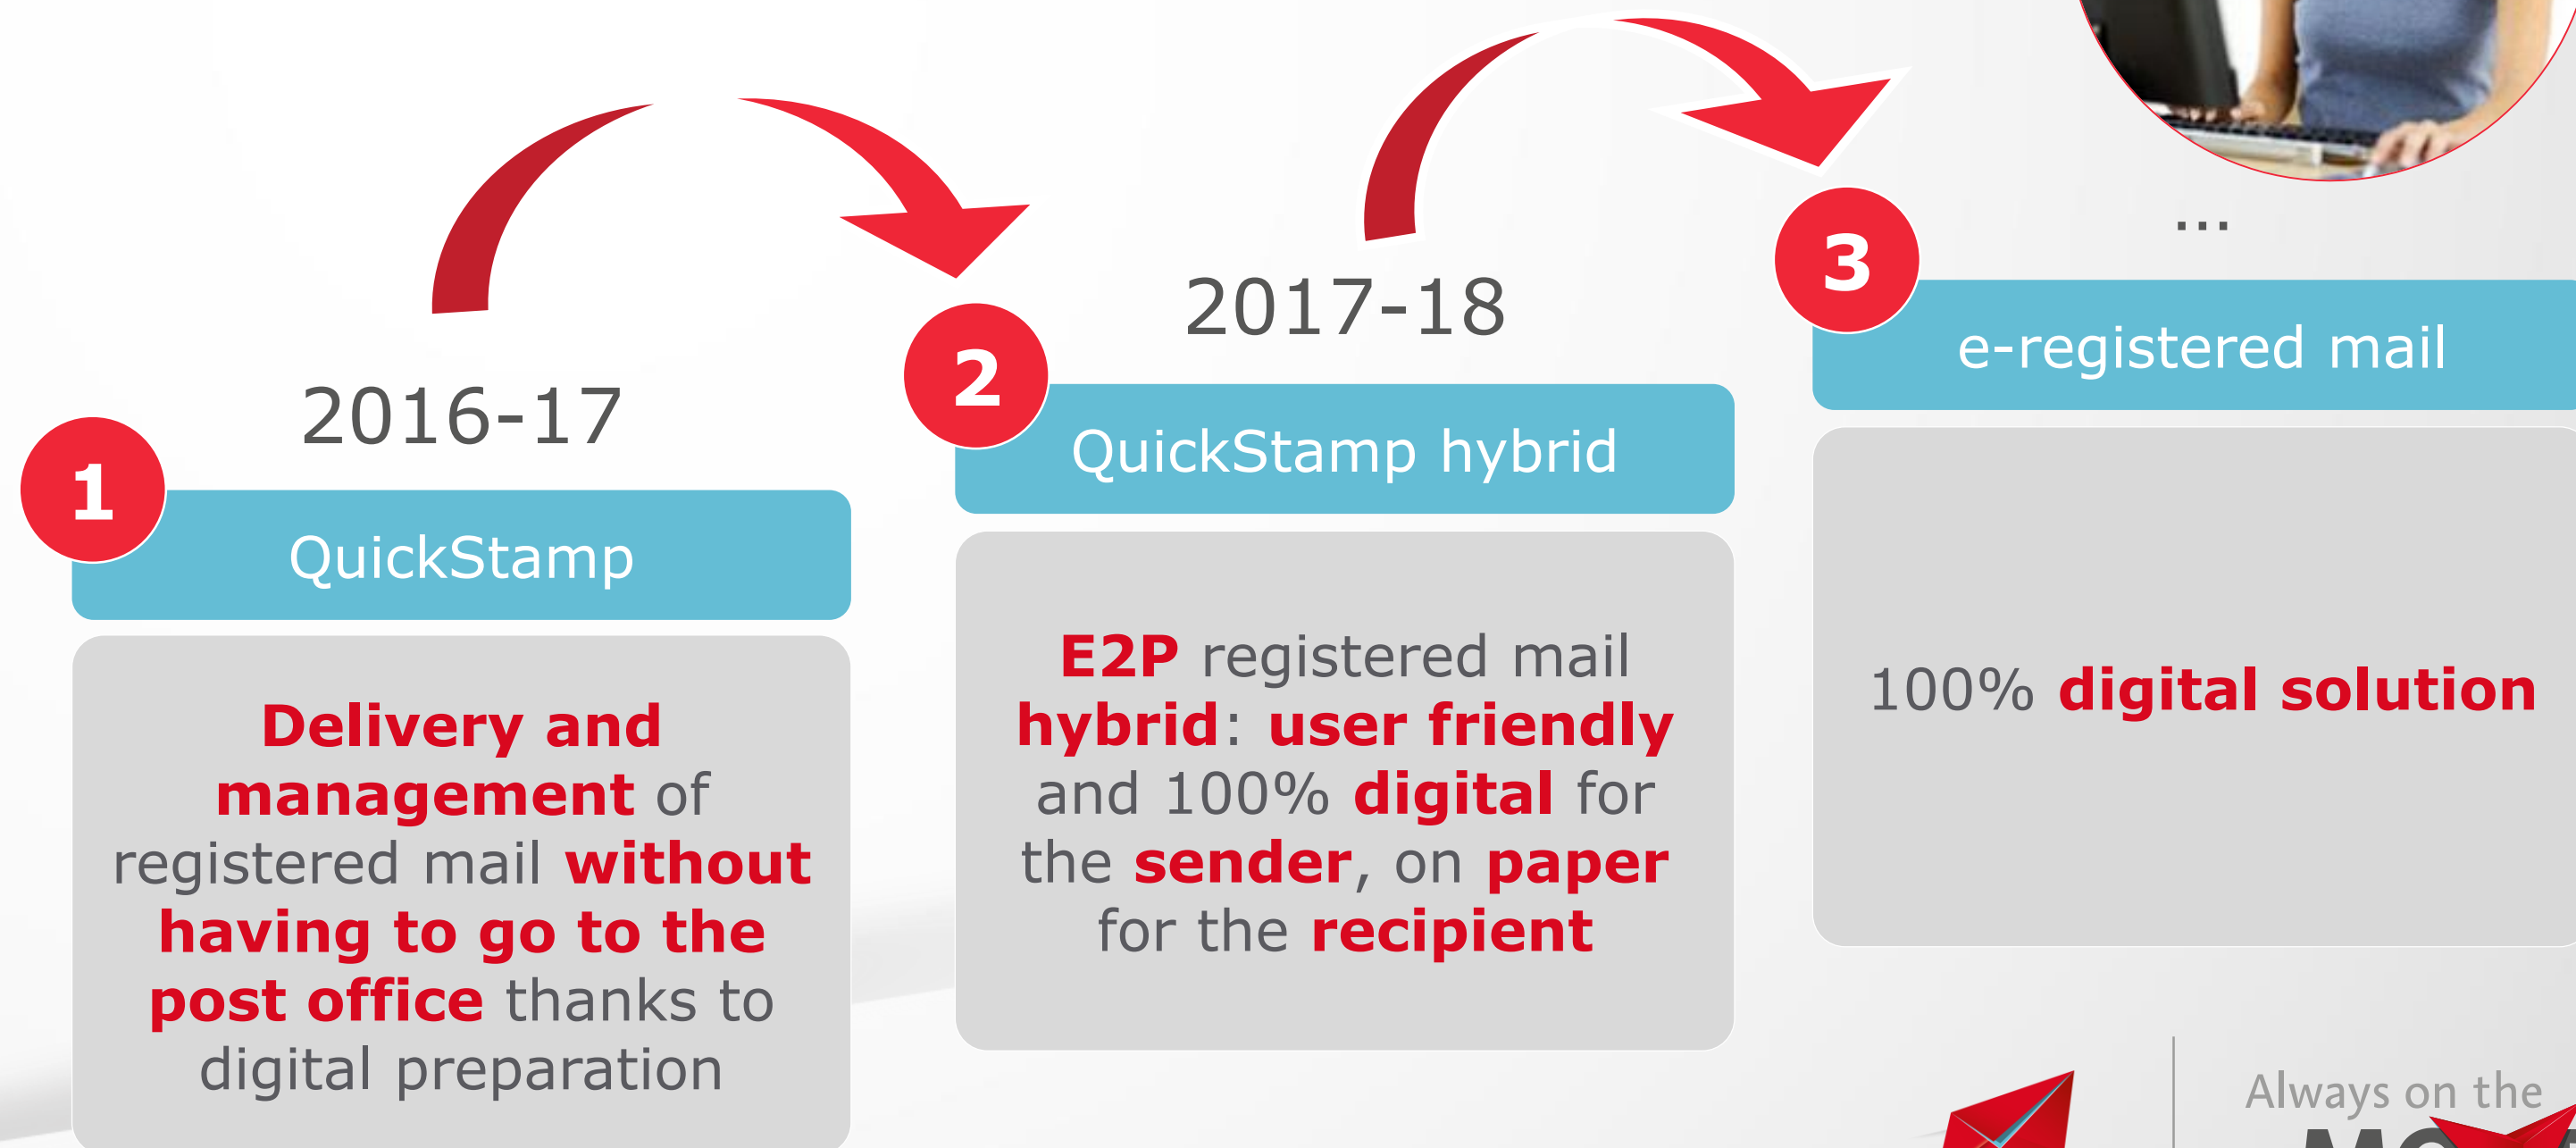 1
2016-17
QuickStamp
Delivery and
management of
registered mail without
having to go to the
post office thanks to
digital preparation
2
2017-18
QuickStamp hybrid
E2P registered mail
hybrid: user friendly
and 100% digital for
the sender, on paper
for the recipient
3
...
e-registered mail
100% digital solution
Always on the